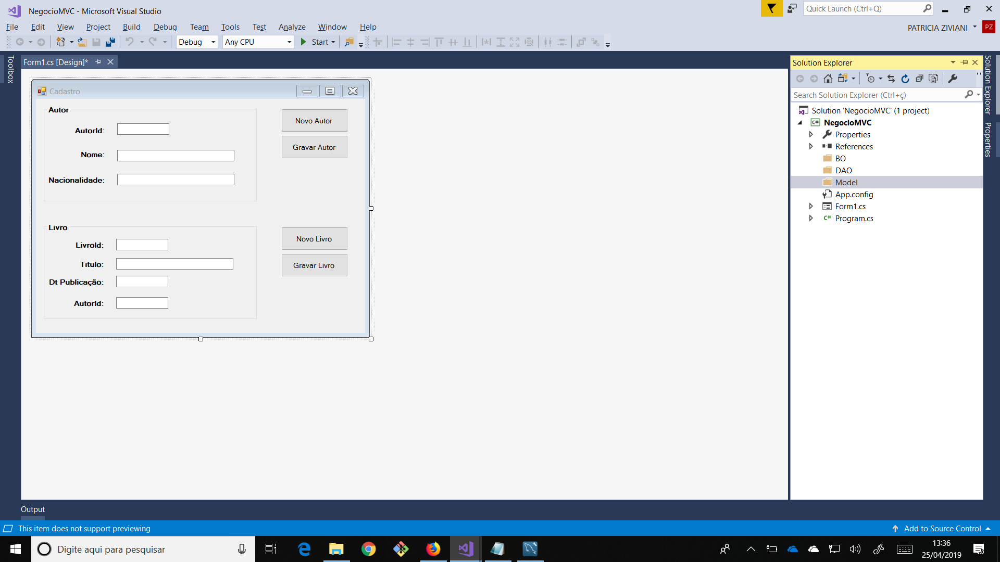 NegocioMVC - Microsoft Visual Studio
Quick Launch (Ctrl+Q)
File Edit View Project Build Debug Team Tools Test Analyze Window Help
PATRICIA ZIVIANI PZ
Debug Any CPU Start
Toolbox
Form1.cs [Design]*
Cadastro
Autor
AutorId:
Nome:
Nacionalidade:
Novo Autor
Gravar Autor
Livro
LivroId:
Titulo:
Dt Publicação:
AutorId:
Novo Livro
Gravar Livro
Solution Explorer
Search Solution Explorer (Ctrl+ç)
Solution 'NegocioMVC' (1 project)
C# NegocioMVC
Properties
References
BO
DAO
Model
App.config
Form1.cs
C# Program.cs
Solution Explorer
Properties
Output
This item does not support previewing
Add to Source Control
Digite aqui para pesquisar
13:36
25/04/2019